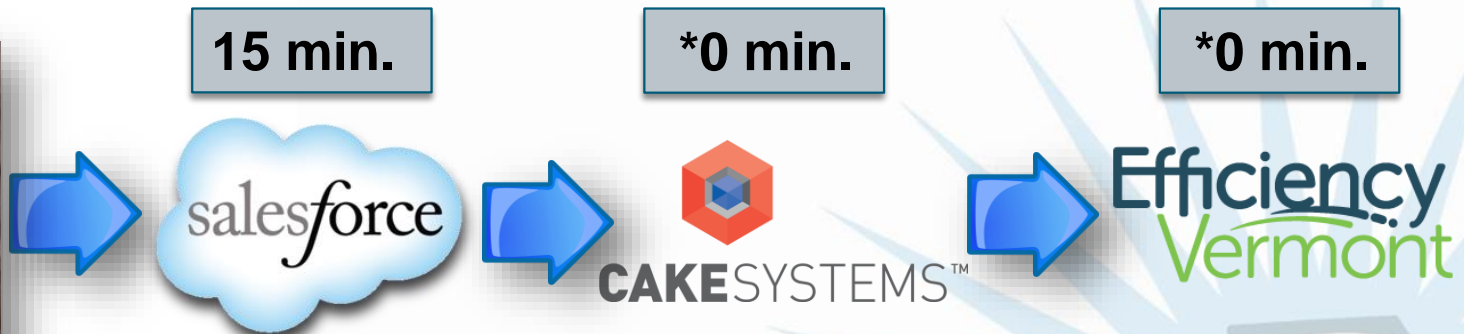 15 min.
*0 min.
*0 min.
salesforce
CAKESYSTEMS™
Efficiency
Vermont